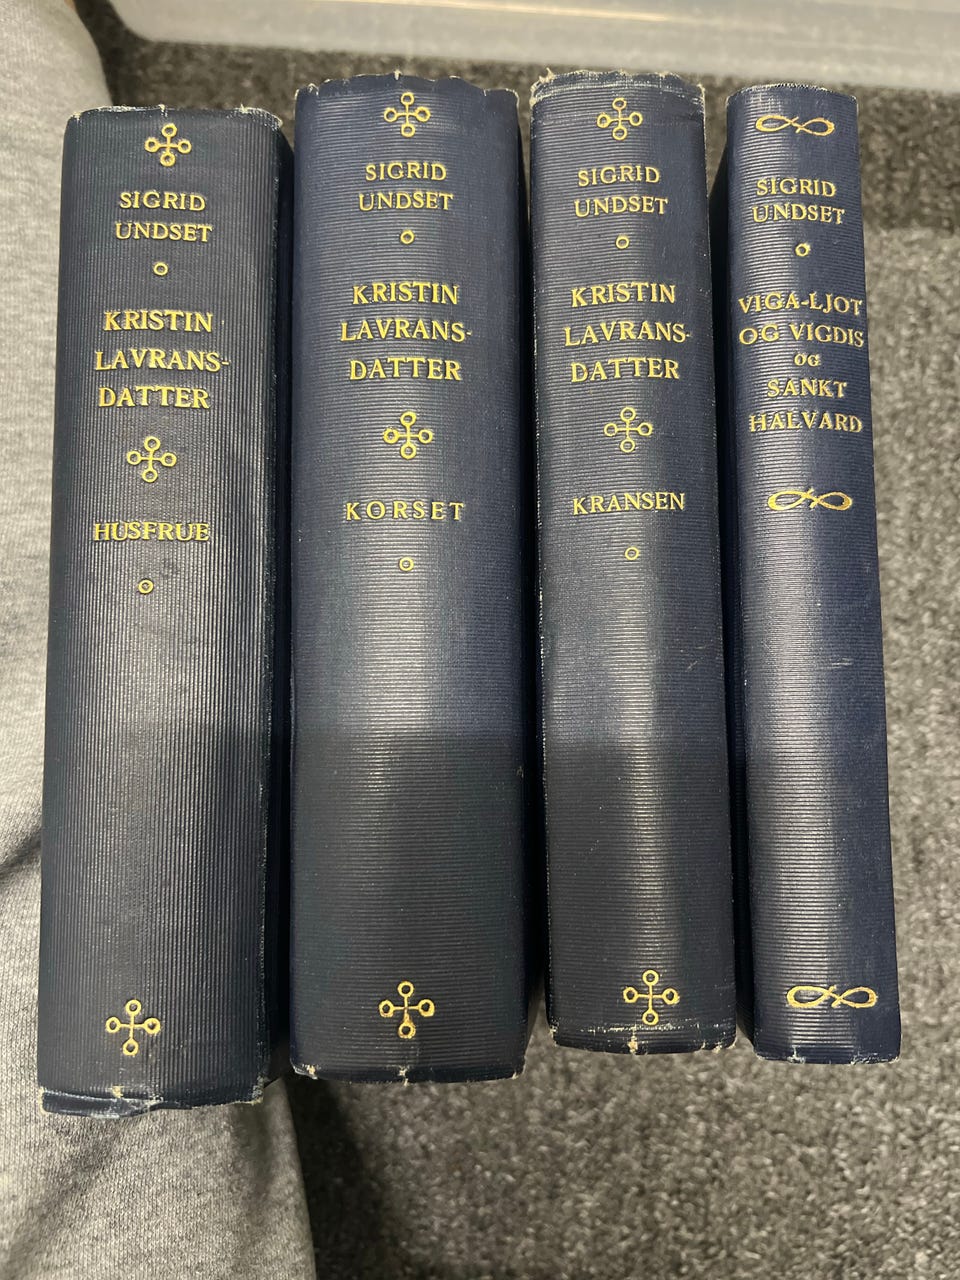 SIGRID
UNDSET
KRISTIN
LAVRANS-
DATTER
HUSFRUE
SIGRID
UNDSET
KRISTIN
LAVRANS-
DATTER
KORSET
SIGRID
UNDSET
KRISTIN
LAVRANS-
DATTER
KRANSEN
SIGRID
UNDSET
VIGA-LJOT
OG VIGDIS
OG
SANKT
HALVARD